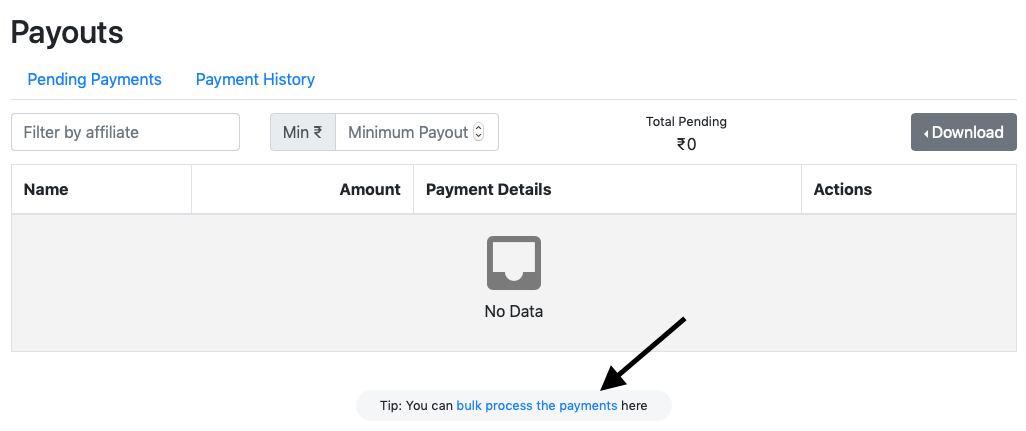 Payouts
Pending Payments Payment History
Filter by affiliate Min ₹ Minimum Payout Total Pending ₹0 Download
Name Amount Payment Details Actions
No Data
Tip: You can bulk process the payments here